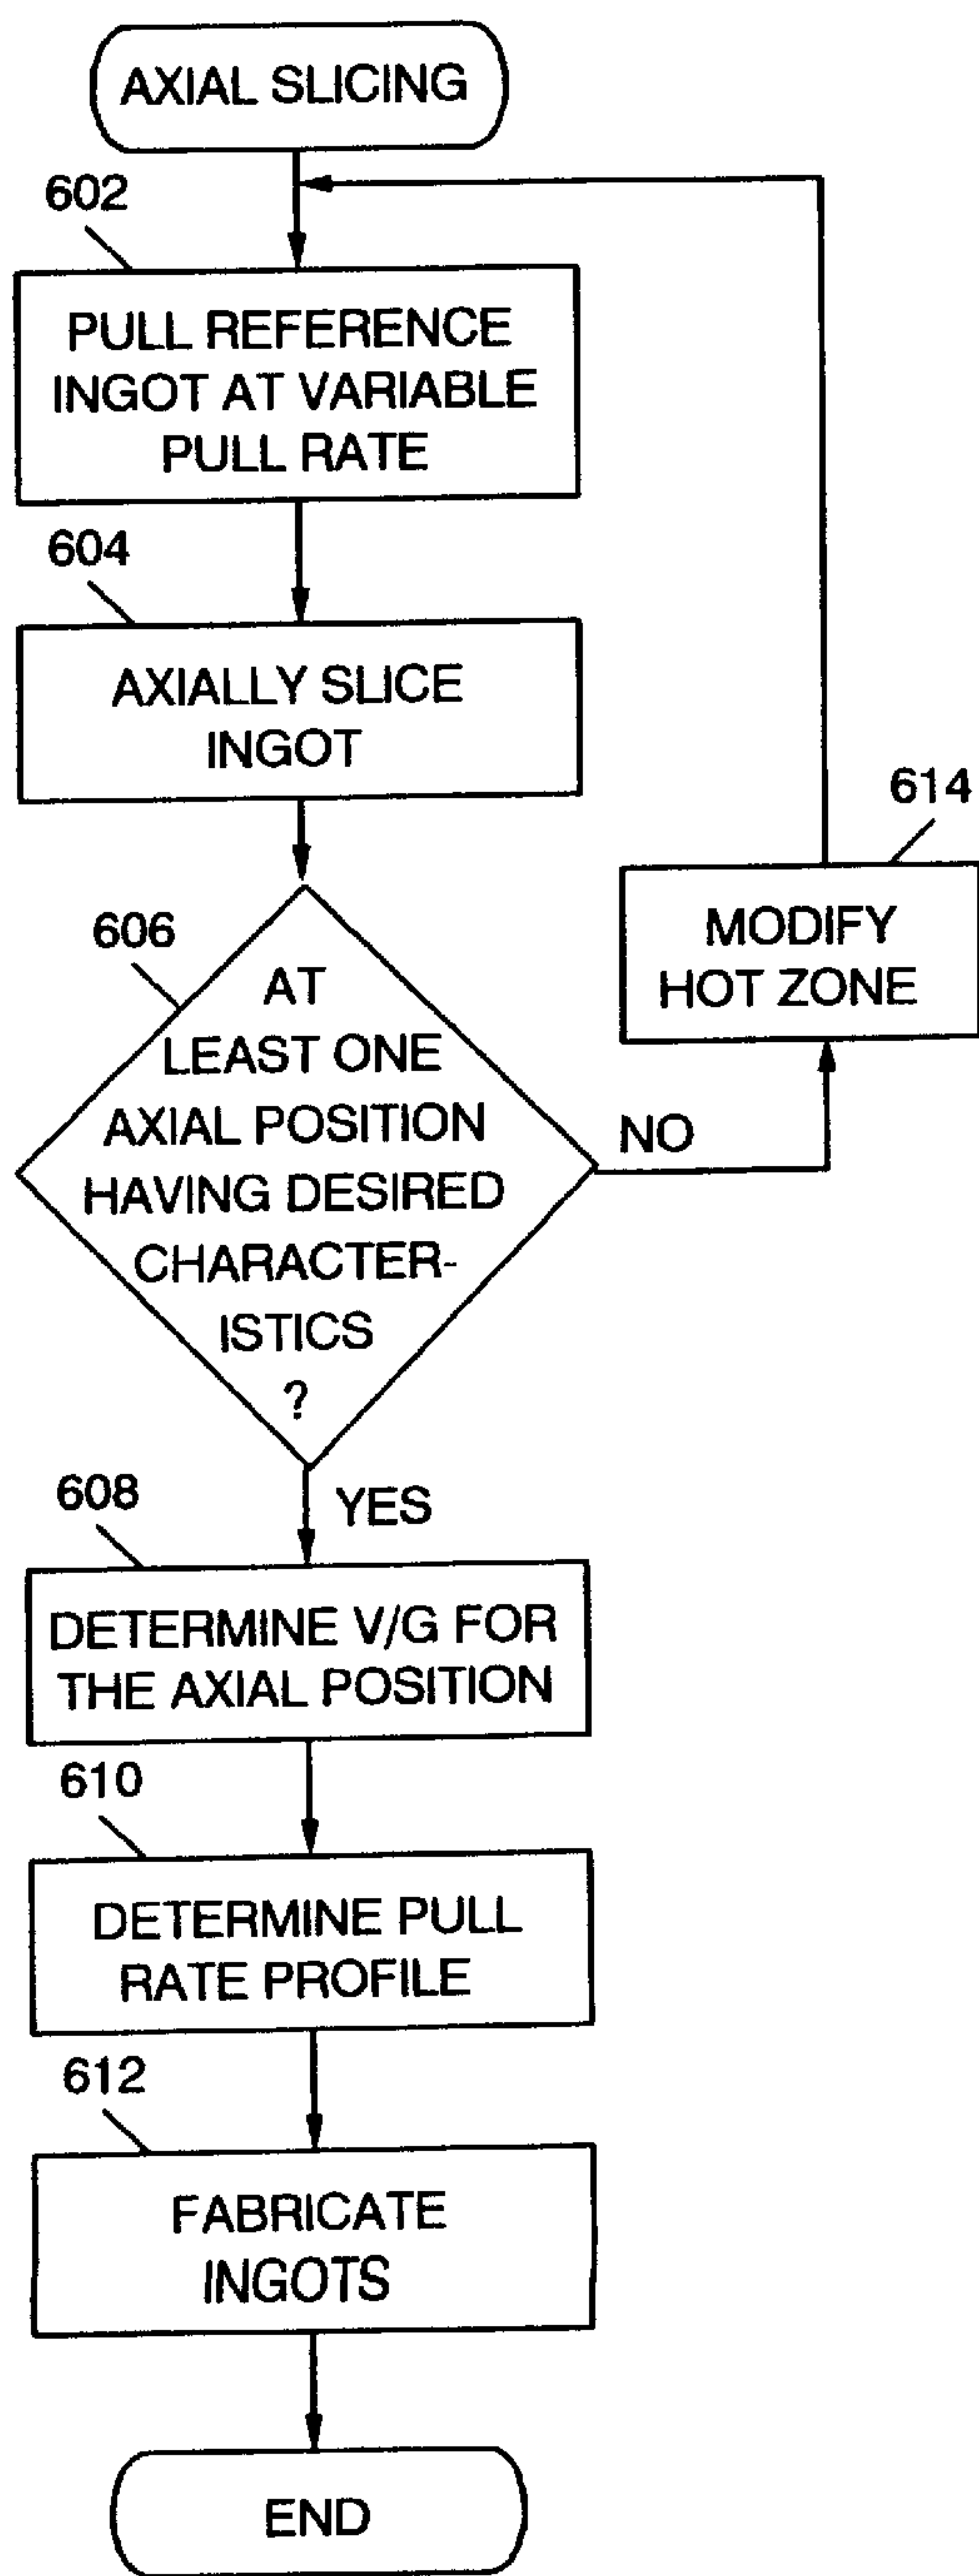 AXIAL SLICING
602
PULL REFERENCE
INGOT AT VARIABLE
PULL RATE
604
AXIALLY SLICE
INGOT
606
AT
LEAST ONE
AXIAL POSITION
HAVING DESIRED
CHARACTER-
ISTICS
?
NO
614
MODIFY
HOT ZONE
YES
608
DETERMINE V/G FOR
THE AXIAL POSITION
610
DETERMINE PULL
RATE PROFILE
612
FABRICATE
INGOTS
END